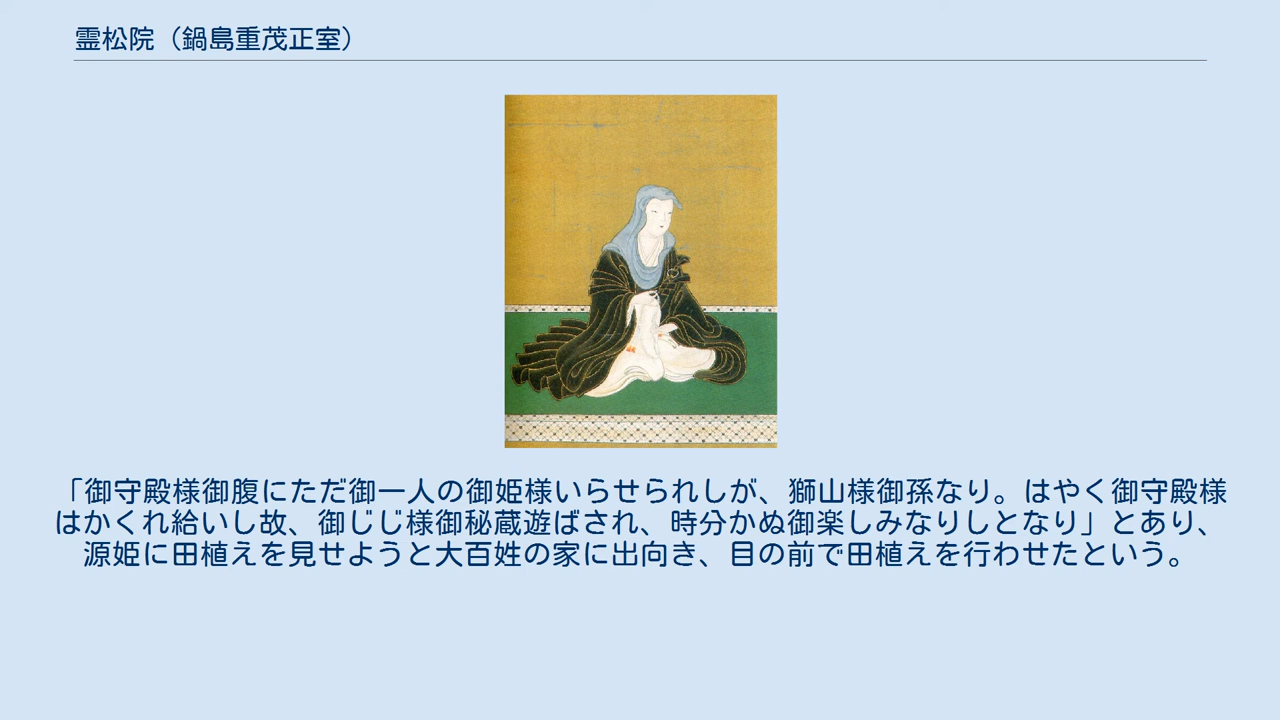 霊松院（鍋島重茂正室）
「御守殿様御腹にただ御一人の御姫様いらせられしが、獅山様御孫なり。はやく御守殿様
はかくれ給いし故、御じじ様御秘蔵遊ばされ、時分かぬ御楽しみなりしとなり」とあり、
源姫に田植えを見せようと大百姓の家に出向き、目の前で田植えを行わせたという。